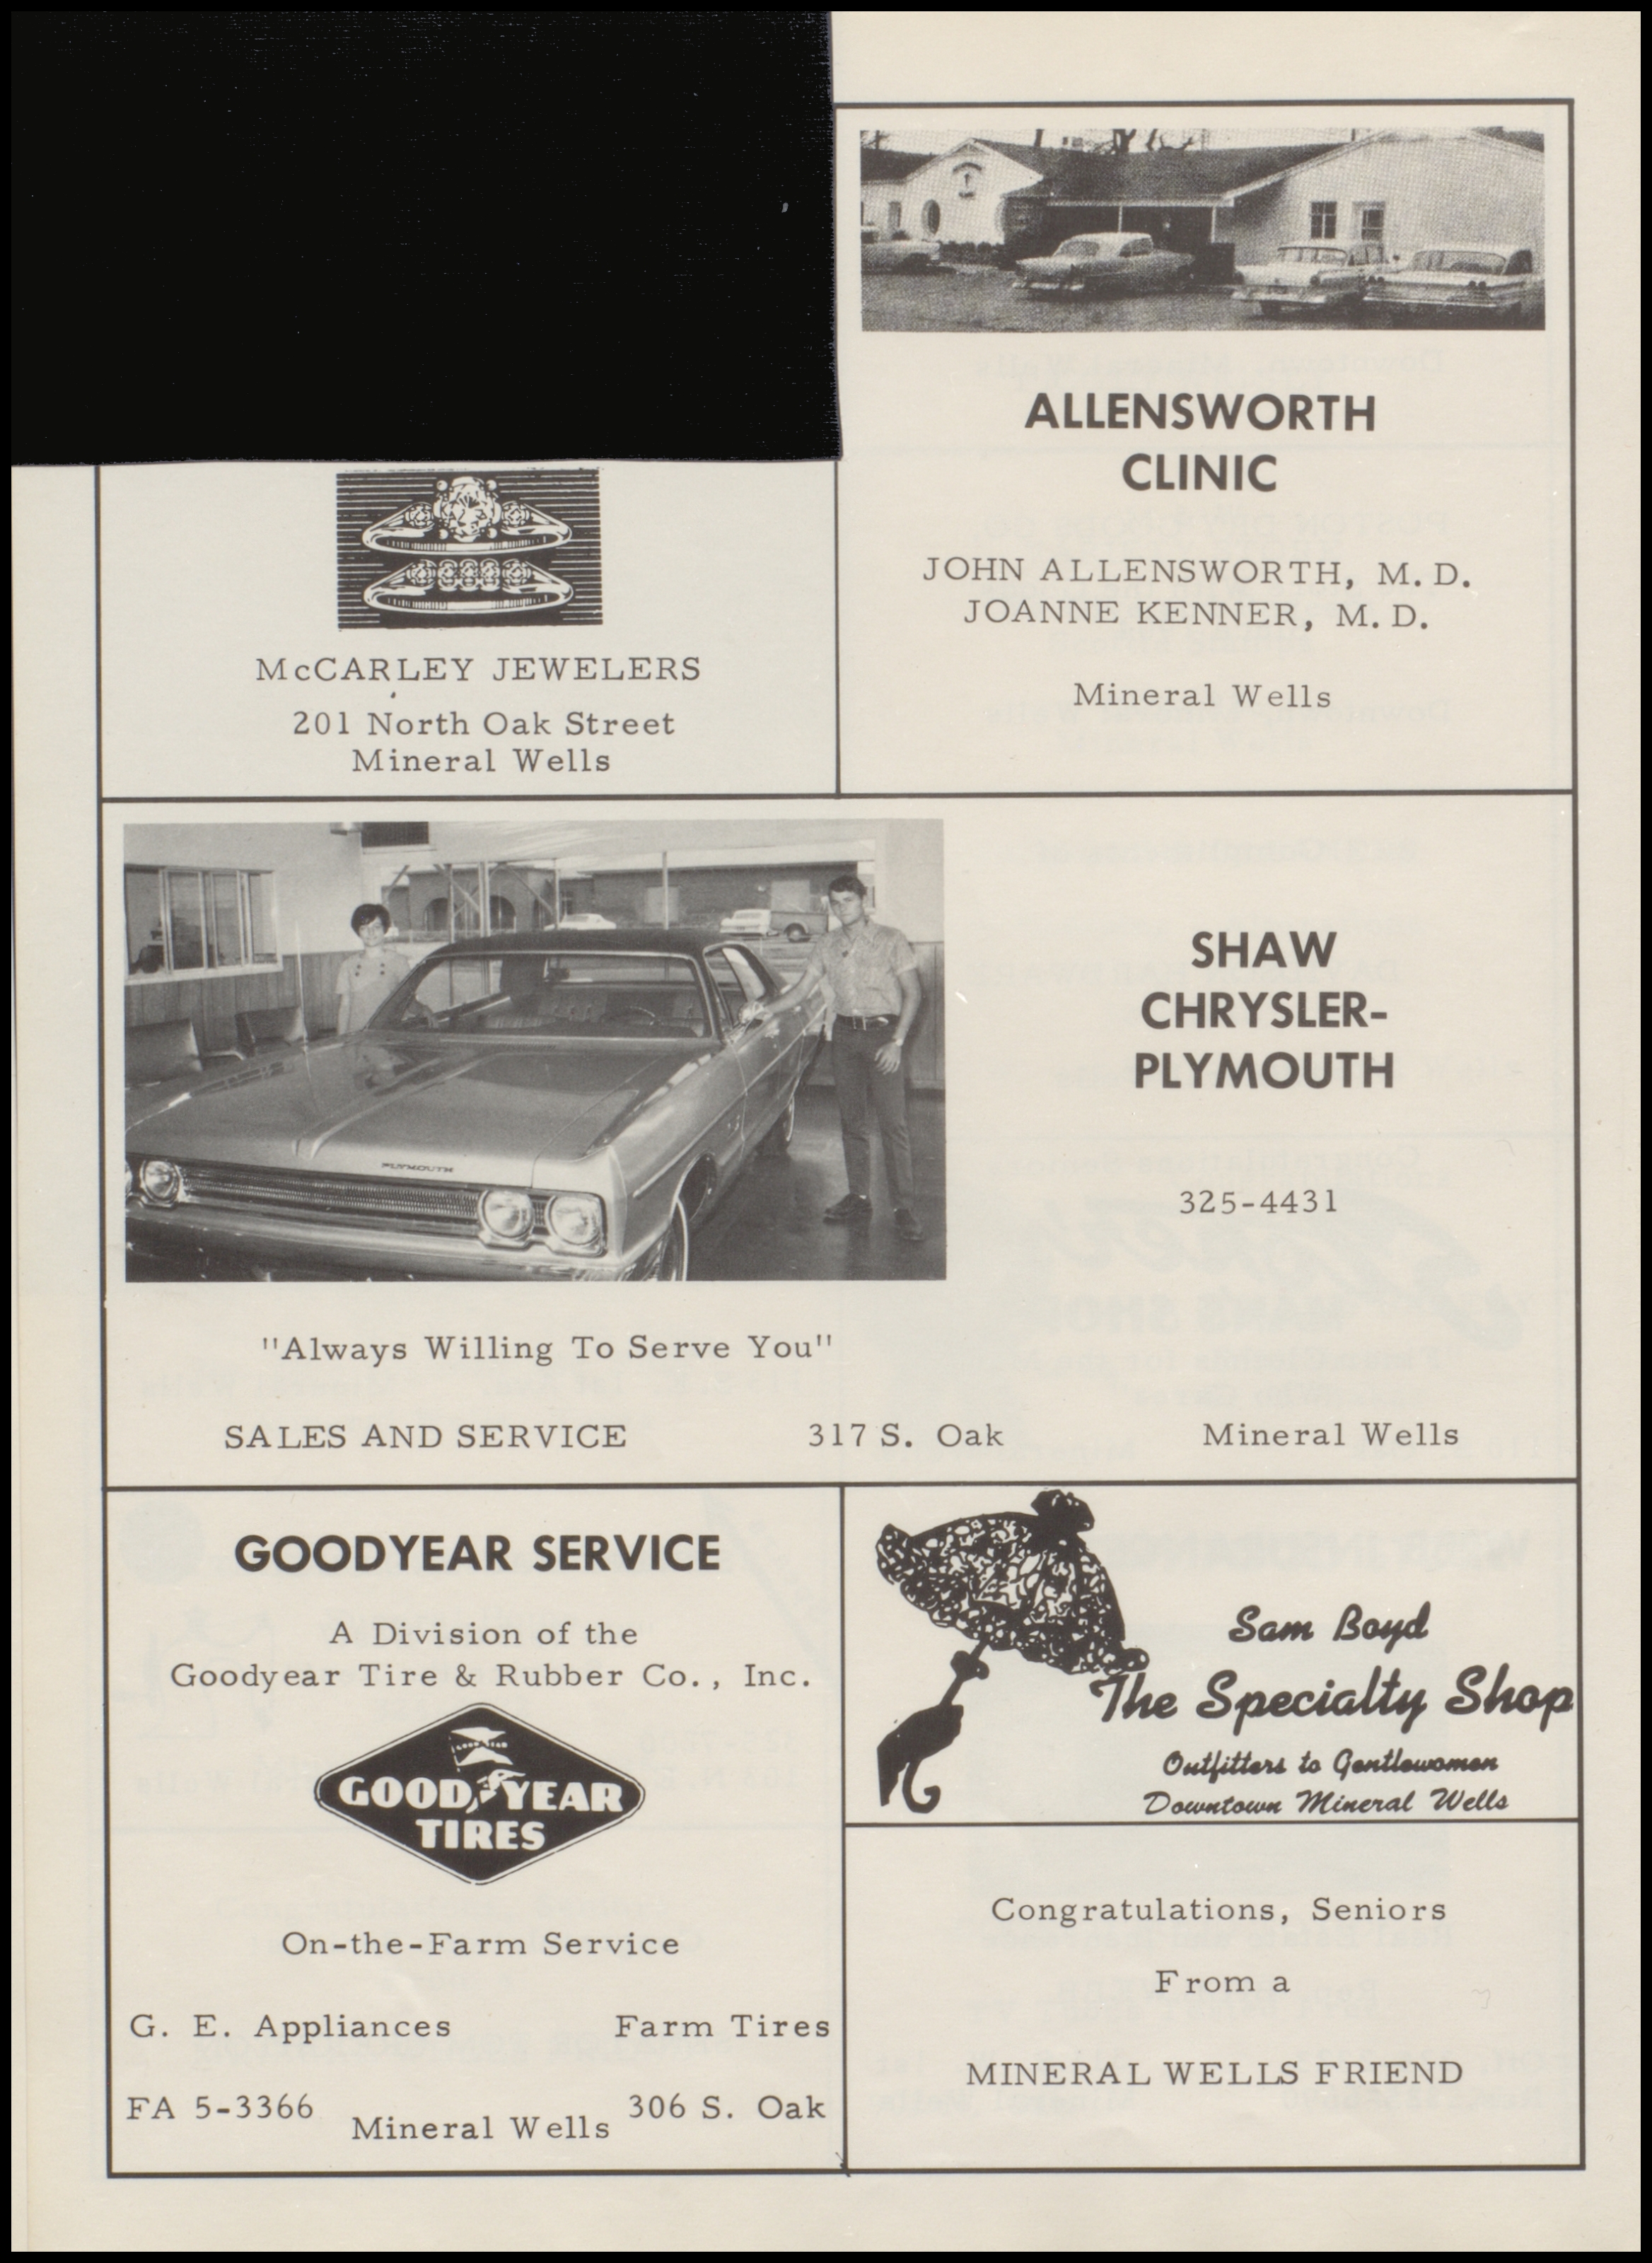 McCARLEY JEWELERS
201 North Oak Street
Mineral Wells
ALLENSWORTH
CLINIC
JOHN ALLENSWORTH, M.D.
JOANNE KENNER, M.D.
Mineral Wells
PLYMOUTH
SHAW
CHRYSLER-
PLYMOUTH
325-4431
"Always Willing To Serve You"
SALES AND SERVICE 317 S. Oak Mineral Wells
GOODYEAR SERVICE
A Division of the
Goodyear Tire & Rubber Co., Inc.
GOODYEAR
GOOD YEAR
TIRES
On-the-Farm Service
G. E. Appliances Farm Tires
FA 5-3366 Mineral Wells 306 S. Oak
Sam Boyd
The Specialty Shop
Outfitters to Gentlewomen
Downtown Mineral Wells
Congratulations, Seniors
From a
MINERAL WELLS FRIEND